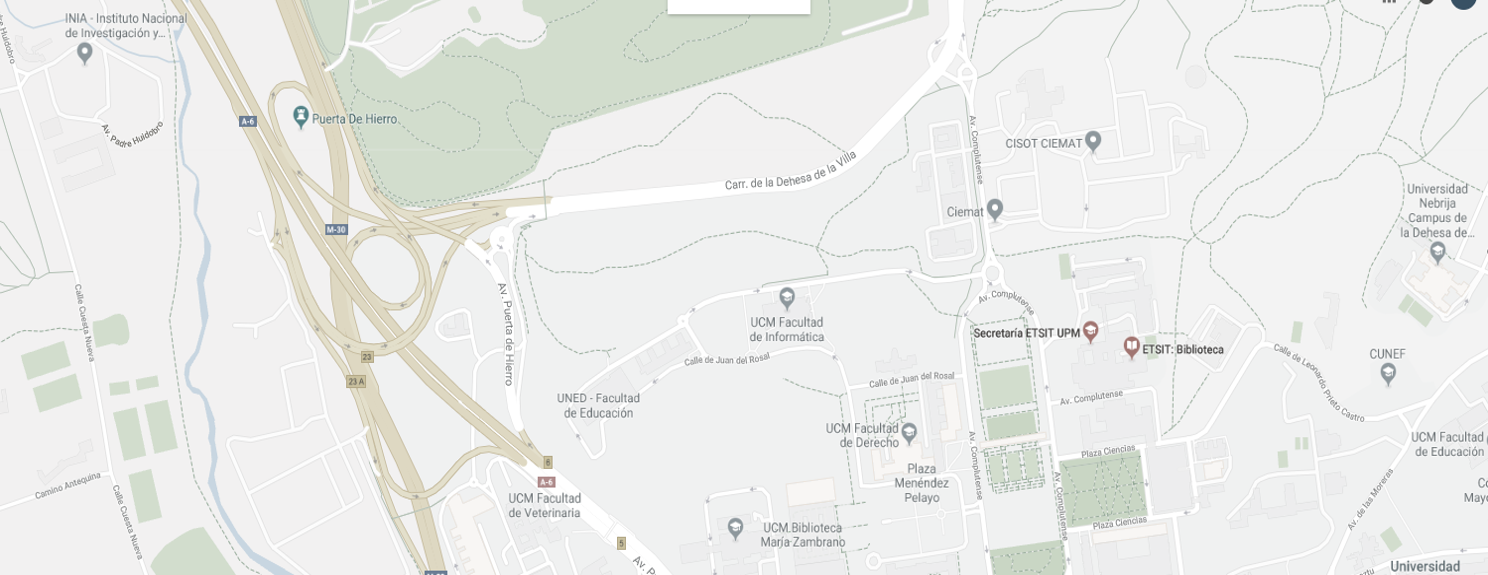 INIA - Instituto Nacional
de Investigación y...
Av. Padre Huidobro
A-6
Puerta De Hierro
CISOT CIEMAT
Av. Complutense
Carr. de la Dehesa de la Villa
Ciemat
Universidad
Nebrija
Campus de
la Dehesa de...
M-30
Calle Cuesta Nueva
Av. Puerta de Hierro
Av. Complutense
UCM Facultad
de Informática
Secretaría ETSIT UPM
ETSIT: Biblioteca
Calle de Juan del Rosal
Calle de Leonardo Prieto Castro
CUNEF
23
23 A
Calle de Juan del Rosal
UNED - Facultad
de Educación
Av. Complutense
UCM Facultad
de Derecho
UCM Facultad
de Educación
Plaza Ciencias
Plaza
Menéndez
Pelayo
6
A-6
Camino Antequina
Calle Cuesta Nueva
UCM Facultad
de Veterinaria
Av. Complutense
Av. Complutense
Av. de las Moreras
UCM Biblioteca
María Zambrano
Plaza Ciencias
5
Av. P
Universidad